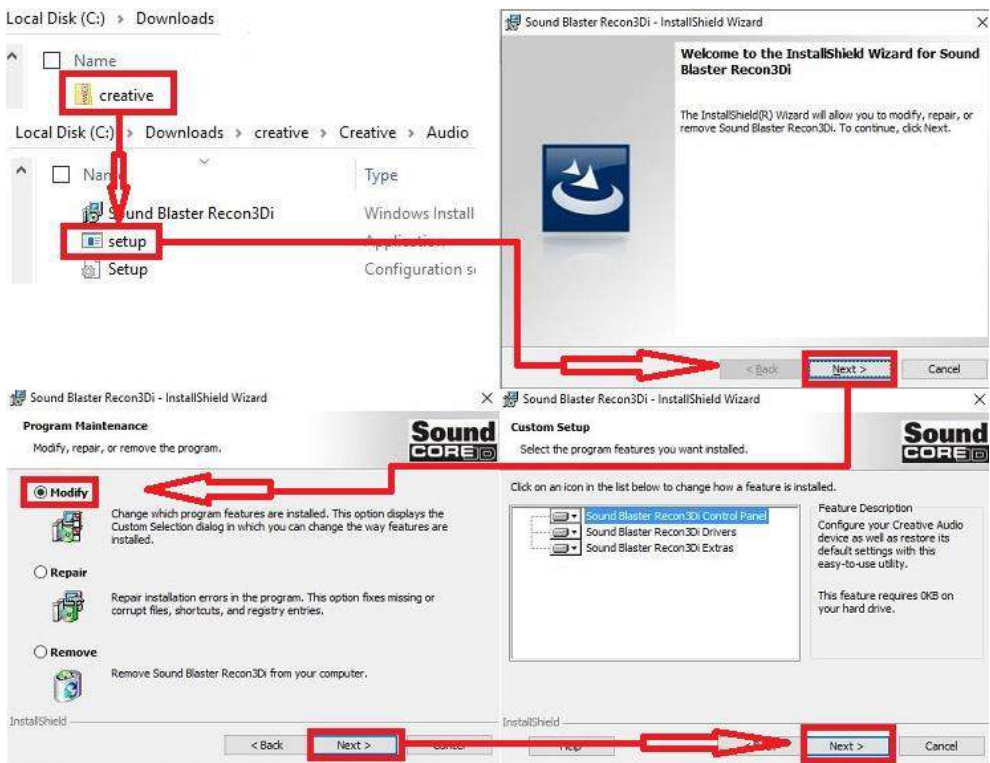 Local Disk (C:) > Downloads
Name
creative
Local Disk (C:) > Downloads > creative > Creative > Audio
Name Type
Sound Blaster Recon3Di Windows Install
setup Application
Setup Configuration se
Sound Blaster Recon3Di - InstallShield Wizard
Welcome to the InstallShield Wizard for Sound
Blaster Recon3Di
The InstallShield(R) Wizard will allow you to modify, repair, or
remove Sound Blaster Recon3Di. To continue, click Next.
< Back Next > Cancel
Sound Blaster Recon3Di - InstallShield Wizard
Program Maintenance
Modify, repair, or remove the program.
Sound
CORE3D
Modify
Change which program features are installed. This option displays the
Custom Selection dialog in which you can change the way features are
installed.
Repair
Repair installation errors in the program. This option fixes missing or
corrupt files, shortcuts, and registry entries.
Remove
Remove Sound Blaster Recon3Di from your computer.
InstallShield
< Back Next > Cancel
Sound Blaster Recon3Di - InstallShield Wizard
Custom Setup
Select the program features you want installed.
Sound
CORE3D
Click on an icon in the list below to change how a feature is installed.
Sound Blaster Recon3Di Control Panel
Sound Blaster Recon3Di Drivers
Sound Blaster Recon3Di Extras
Feature Description
Configure your Creative Audio
device as well as restore its
default settings with this
easy-to-use utility.
This feature requires 0KB on
your hard drive.
InstallShield
Help Next > Cancel